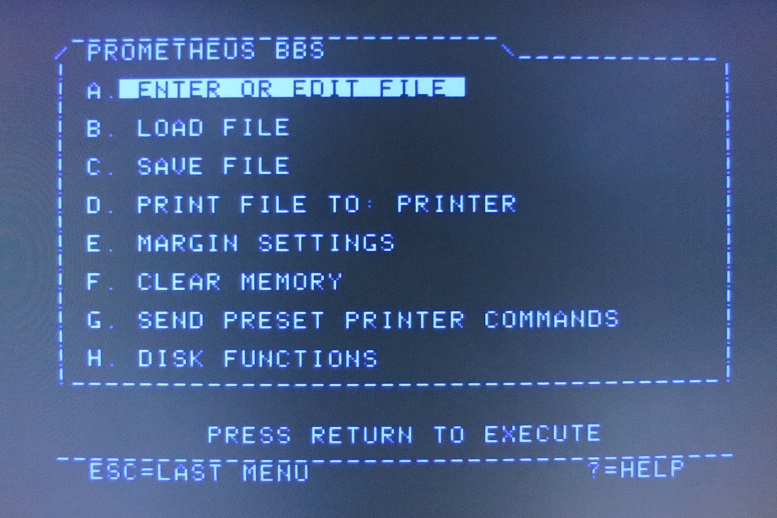 PROMETHEUS BBS
A. ENTER OR EDIT FILE
B. LOAD FILE
C. SAVE FILE
D. PRINT FILE TO: PRINTER
E. MARGIN SETTINGS
F. CLEAR MEMORY
G. SEND PRESET PRINTER COMMANDS
H. DISK FUNCTIONS
PRESS RETURN TO EXECUTE
ESC=LAST MENU ?=HELP